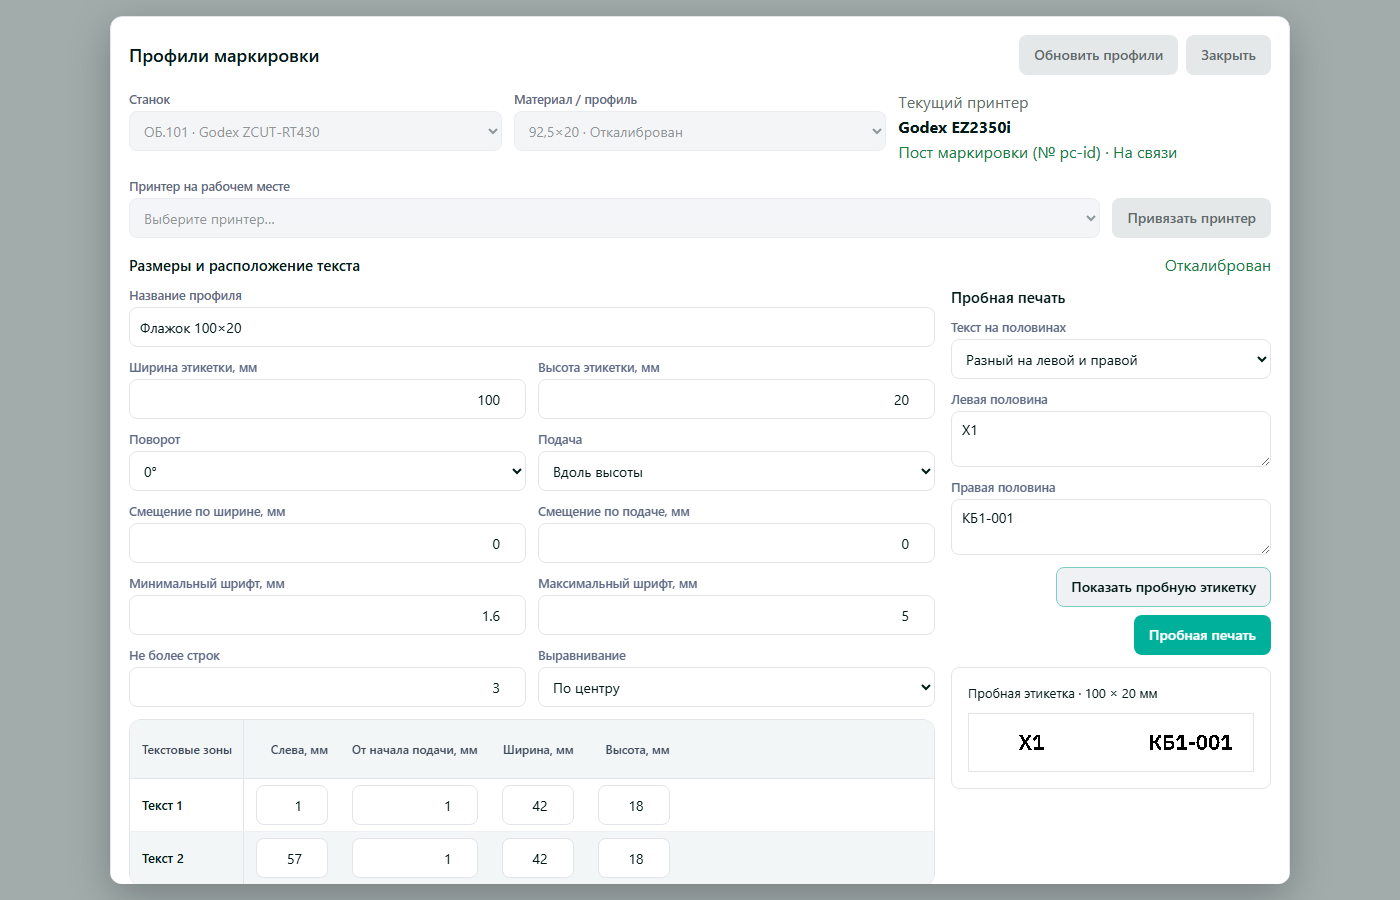 Профили маркировки
Обновить профили
Закрыть
Станок
Материал / профиль
Текущий принтер
ОБ.101 · Godex ZCUT-RT430
92,5×20 · Откалиброван
Godex EZ2350i
Пост маркировки (№ pc-id) · На связи
Принтер на рабочем месте
Выберите принтер...
Привязать принтер
Размеры и расположение текста
Откалиброван
Название профиля
Флажок 100×20
Ширина этикетки, мм
Высота этикетки, мм
100
20
Поворот
Подача
0°
Вдоль высоты
Смещение по ширине, мм
Смещение по подаче, мм
0
0
Минимальный шрифт, мм
Максимальный шрифт, мм
1.6
5
Не более строк
Выравнивание
3
По центру
Текстовые зоны
Слева, мм
От начала подачи, мм
Ширина, мм
Высота, мм
Текст 1
1
1
42
18
Текст 2
57
1
42
18
Пробная печать
Текст на половинах
Разный на левой и правой
Левая половина
X1
Правая половина
КБ1-001
Показать пробную этикетку
Пробная печать
Пробная этикетка · 100 × 20 мм
X1
КБ1-001